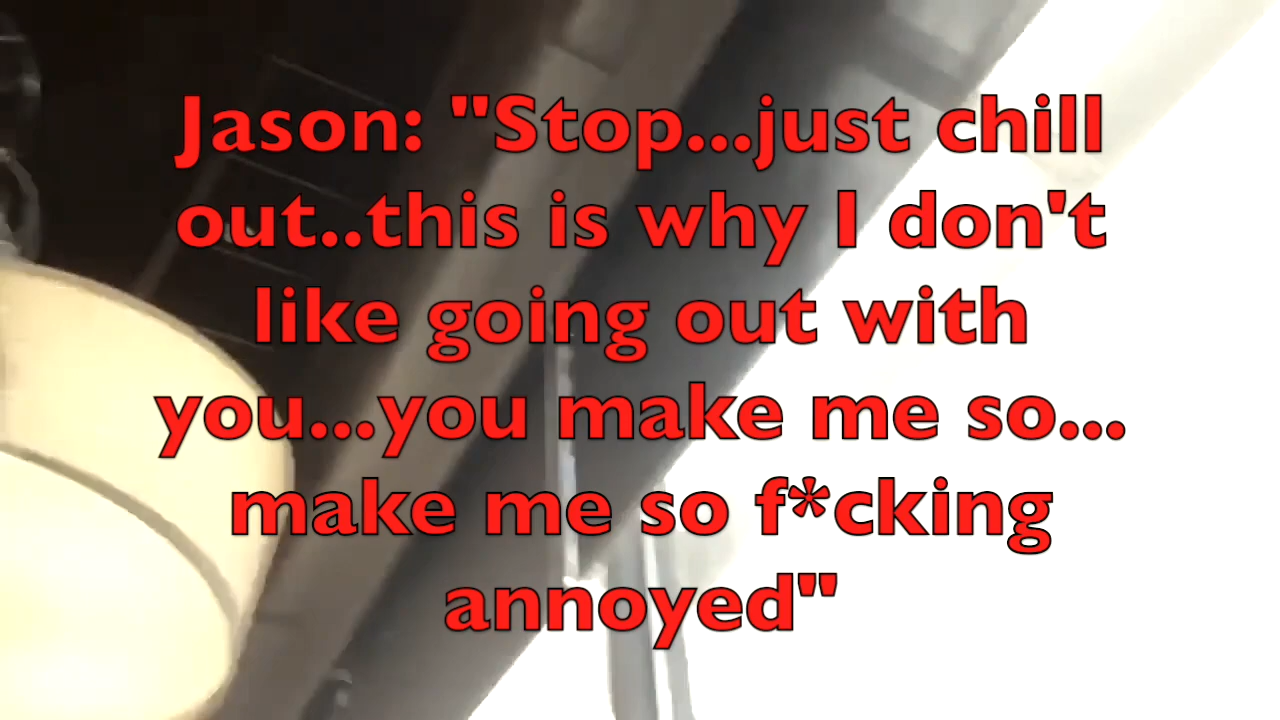 Jason: "Stop...just chill
out..this is why I don't
like going out with
you...you make me so...
make me so f*cking
annoyed"